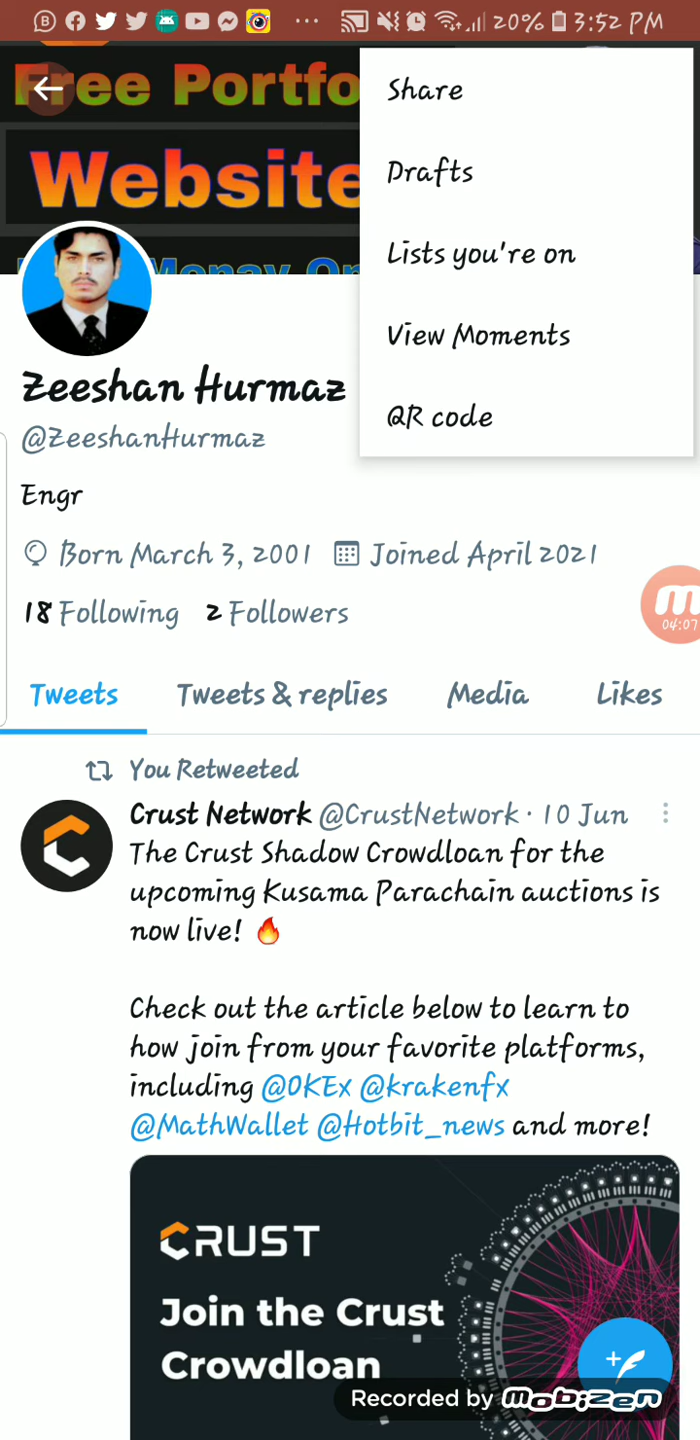 20% 3:52 PM
Free Portfo
Website
Monay On
Share
Drafts
Lists you're on
View Moments
QR code
Zeeshan Hurmaz
@ZeeshanHurmaz
Engr
Born March 3, 2001 Joined April 2021
18 Following 2 Followers
04:07
Tweets Tweets & replies Media Likes
You Retweeted
Crust Network @CrustNetwork · 10 Jun
The Crust Shadow Crowdloan for the
upcoming Kusama Parachain auctions is
now live! 🔥
Check out the article below to learn to
how join from your favorite platforms,
including @OKEx @krakenfx
@MathWallet @Hotbit_news and more!
CRUST
Join the Crust
Crowdloan
Recorded by mobizen